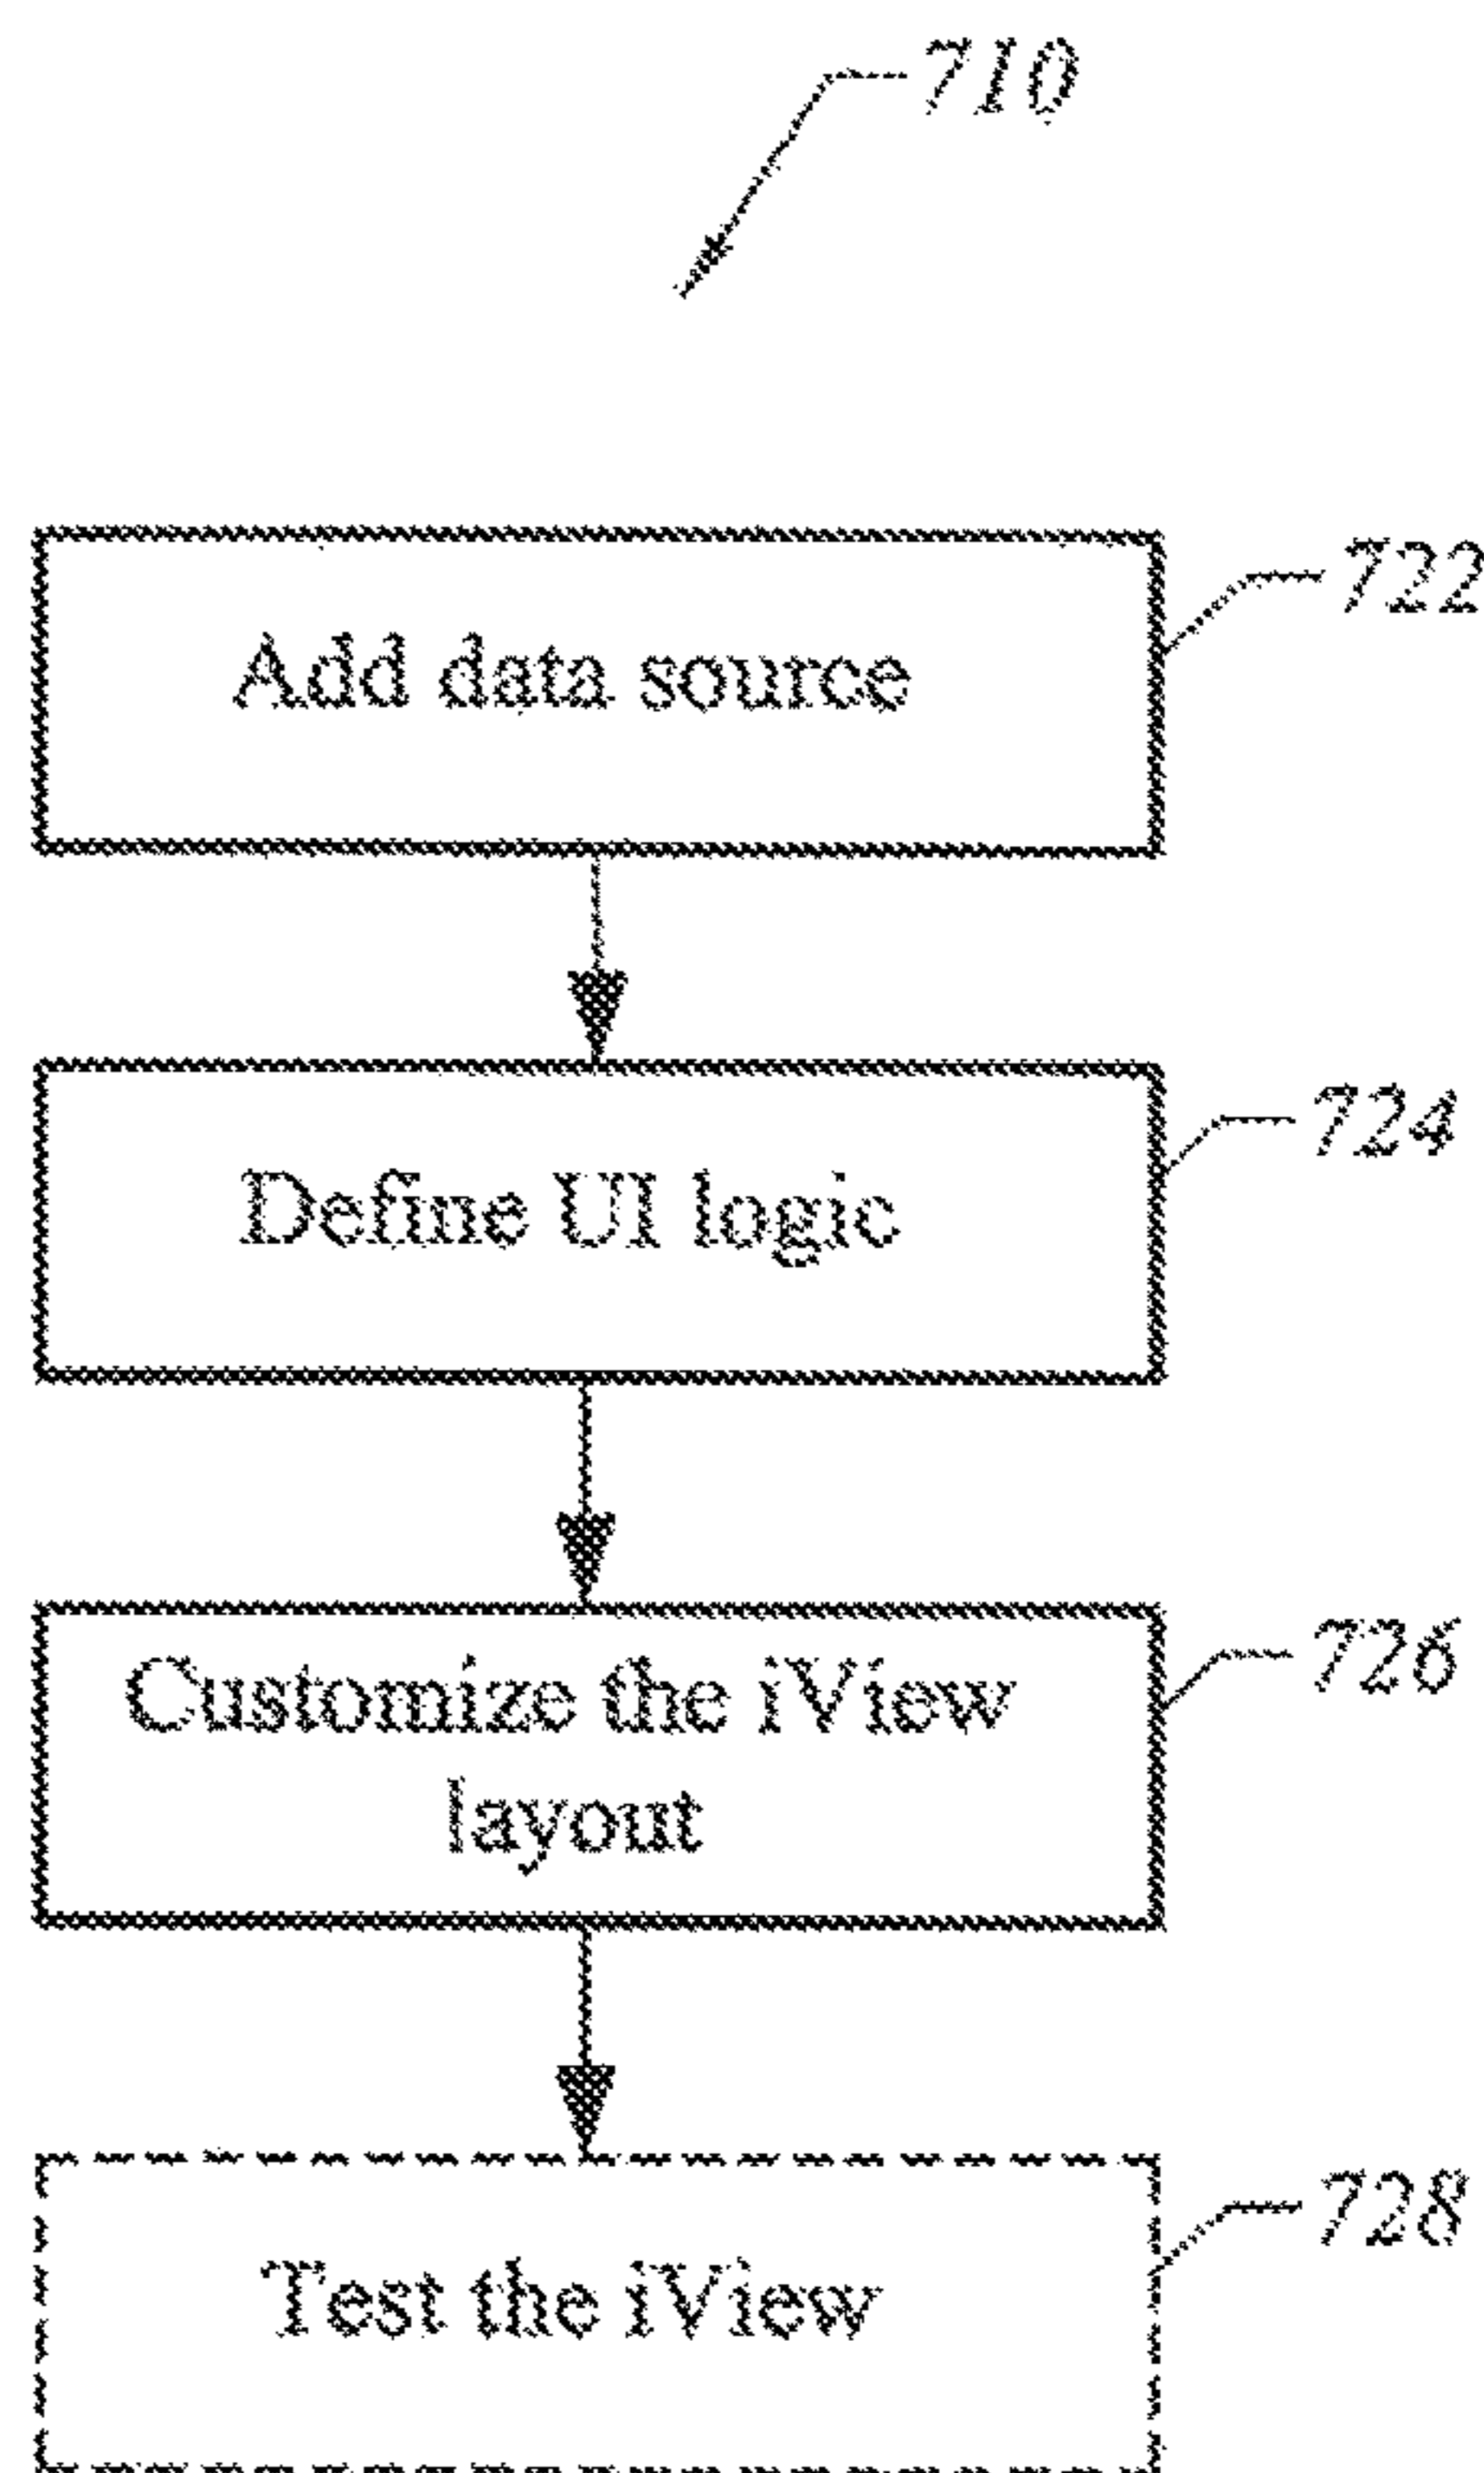 710
Add data source
722
Define UI logic
724
Customize the iView
layout
726
Test the iView
728